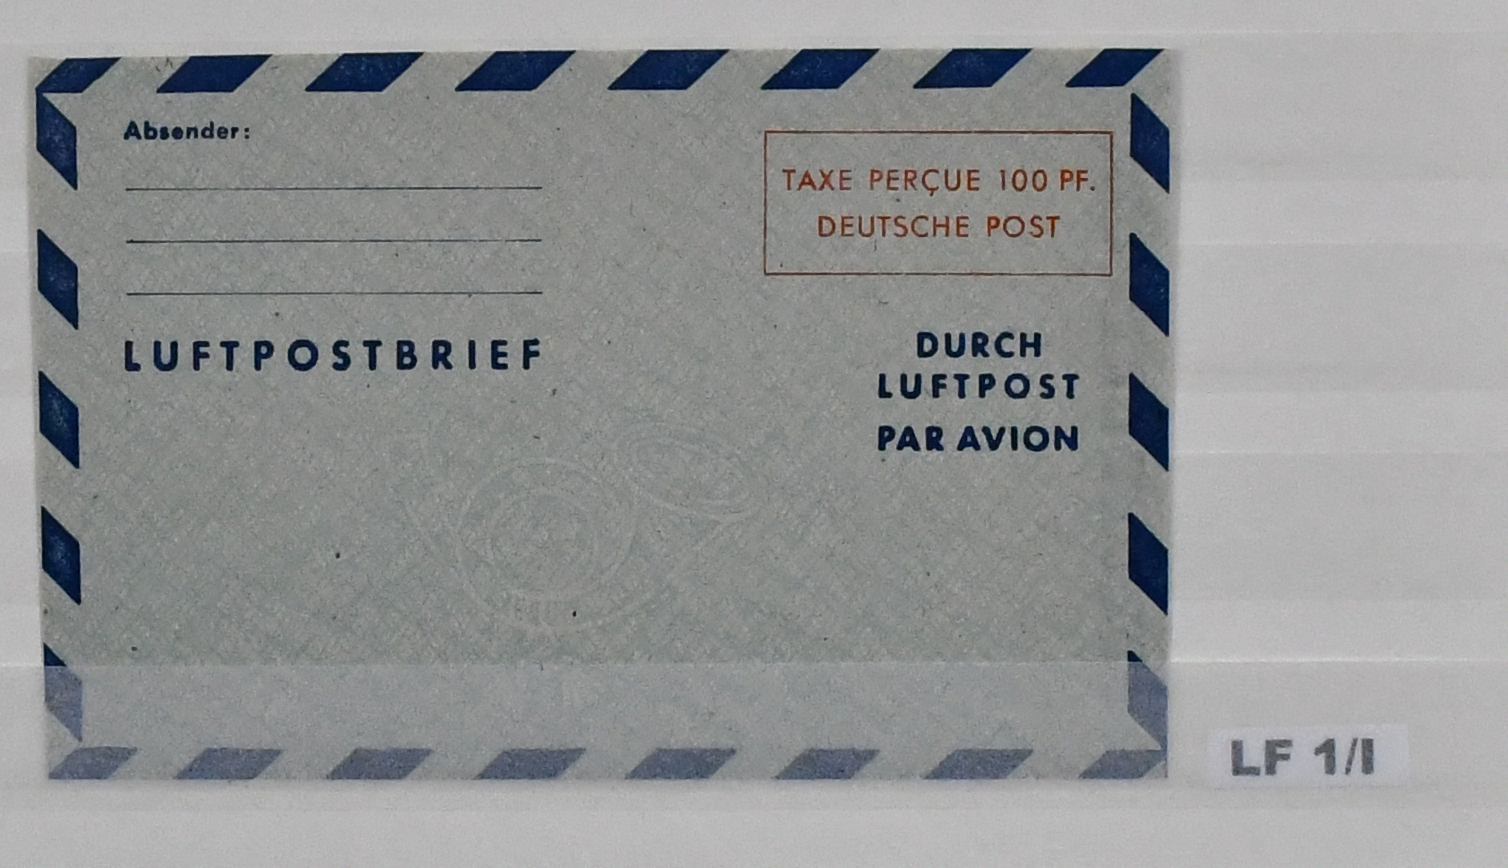 Absender:
TAXE PERÇUE 100 PF.
DEUTSCHE POST
LUFTPOSTBRIEF
DURCH
LUFTPOST
PAR AVION
LF 1/I